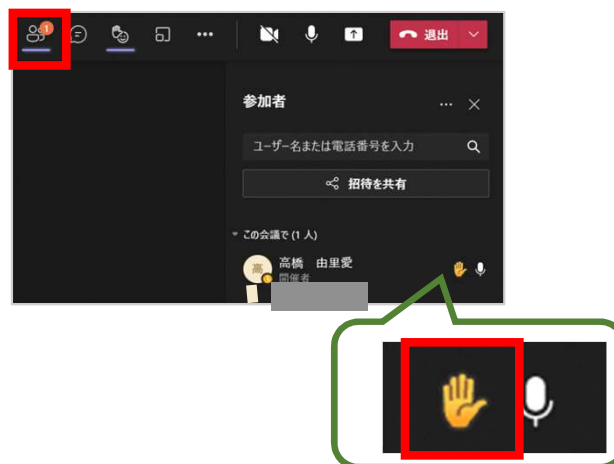 1
退出
参加者
ユーザー名または電話番号を入力
招待を共有
この会議で (1 人)
高
高橋 由里愛
開催者